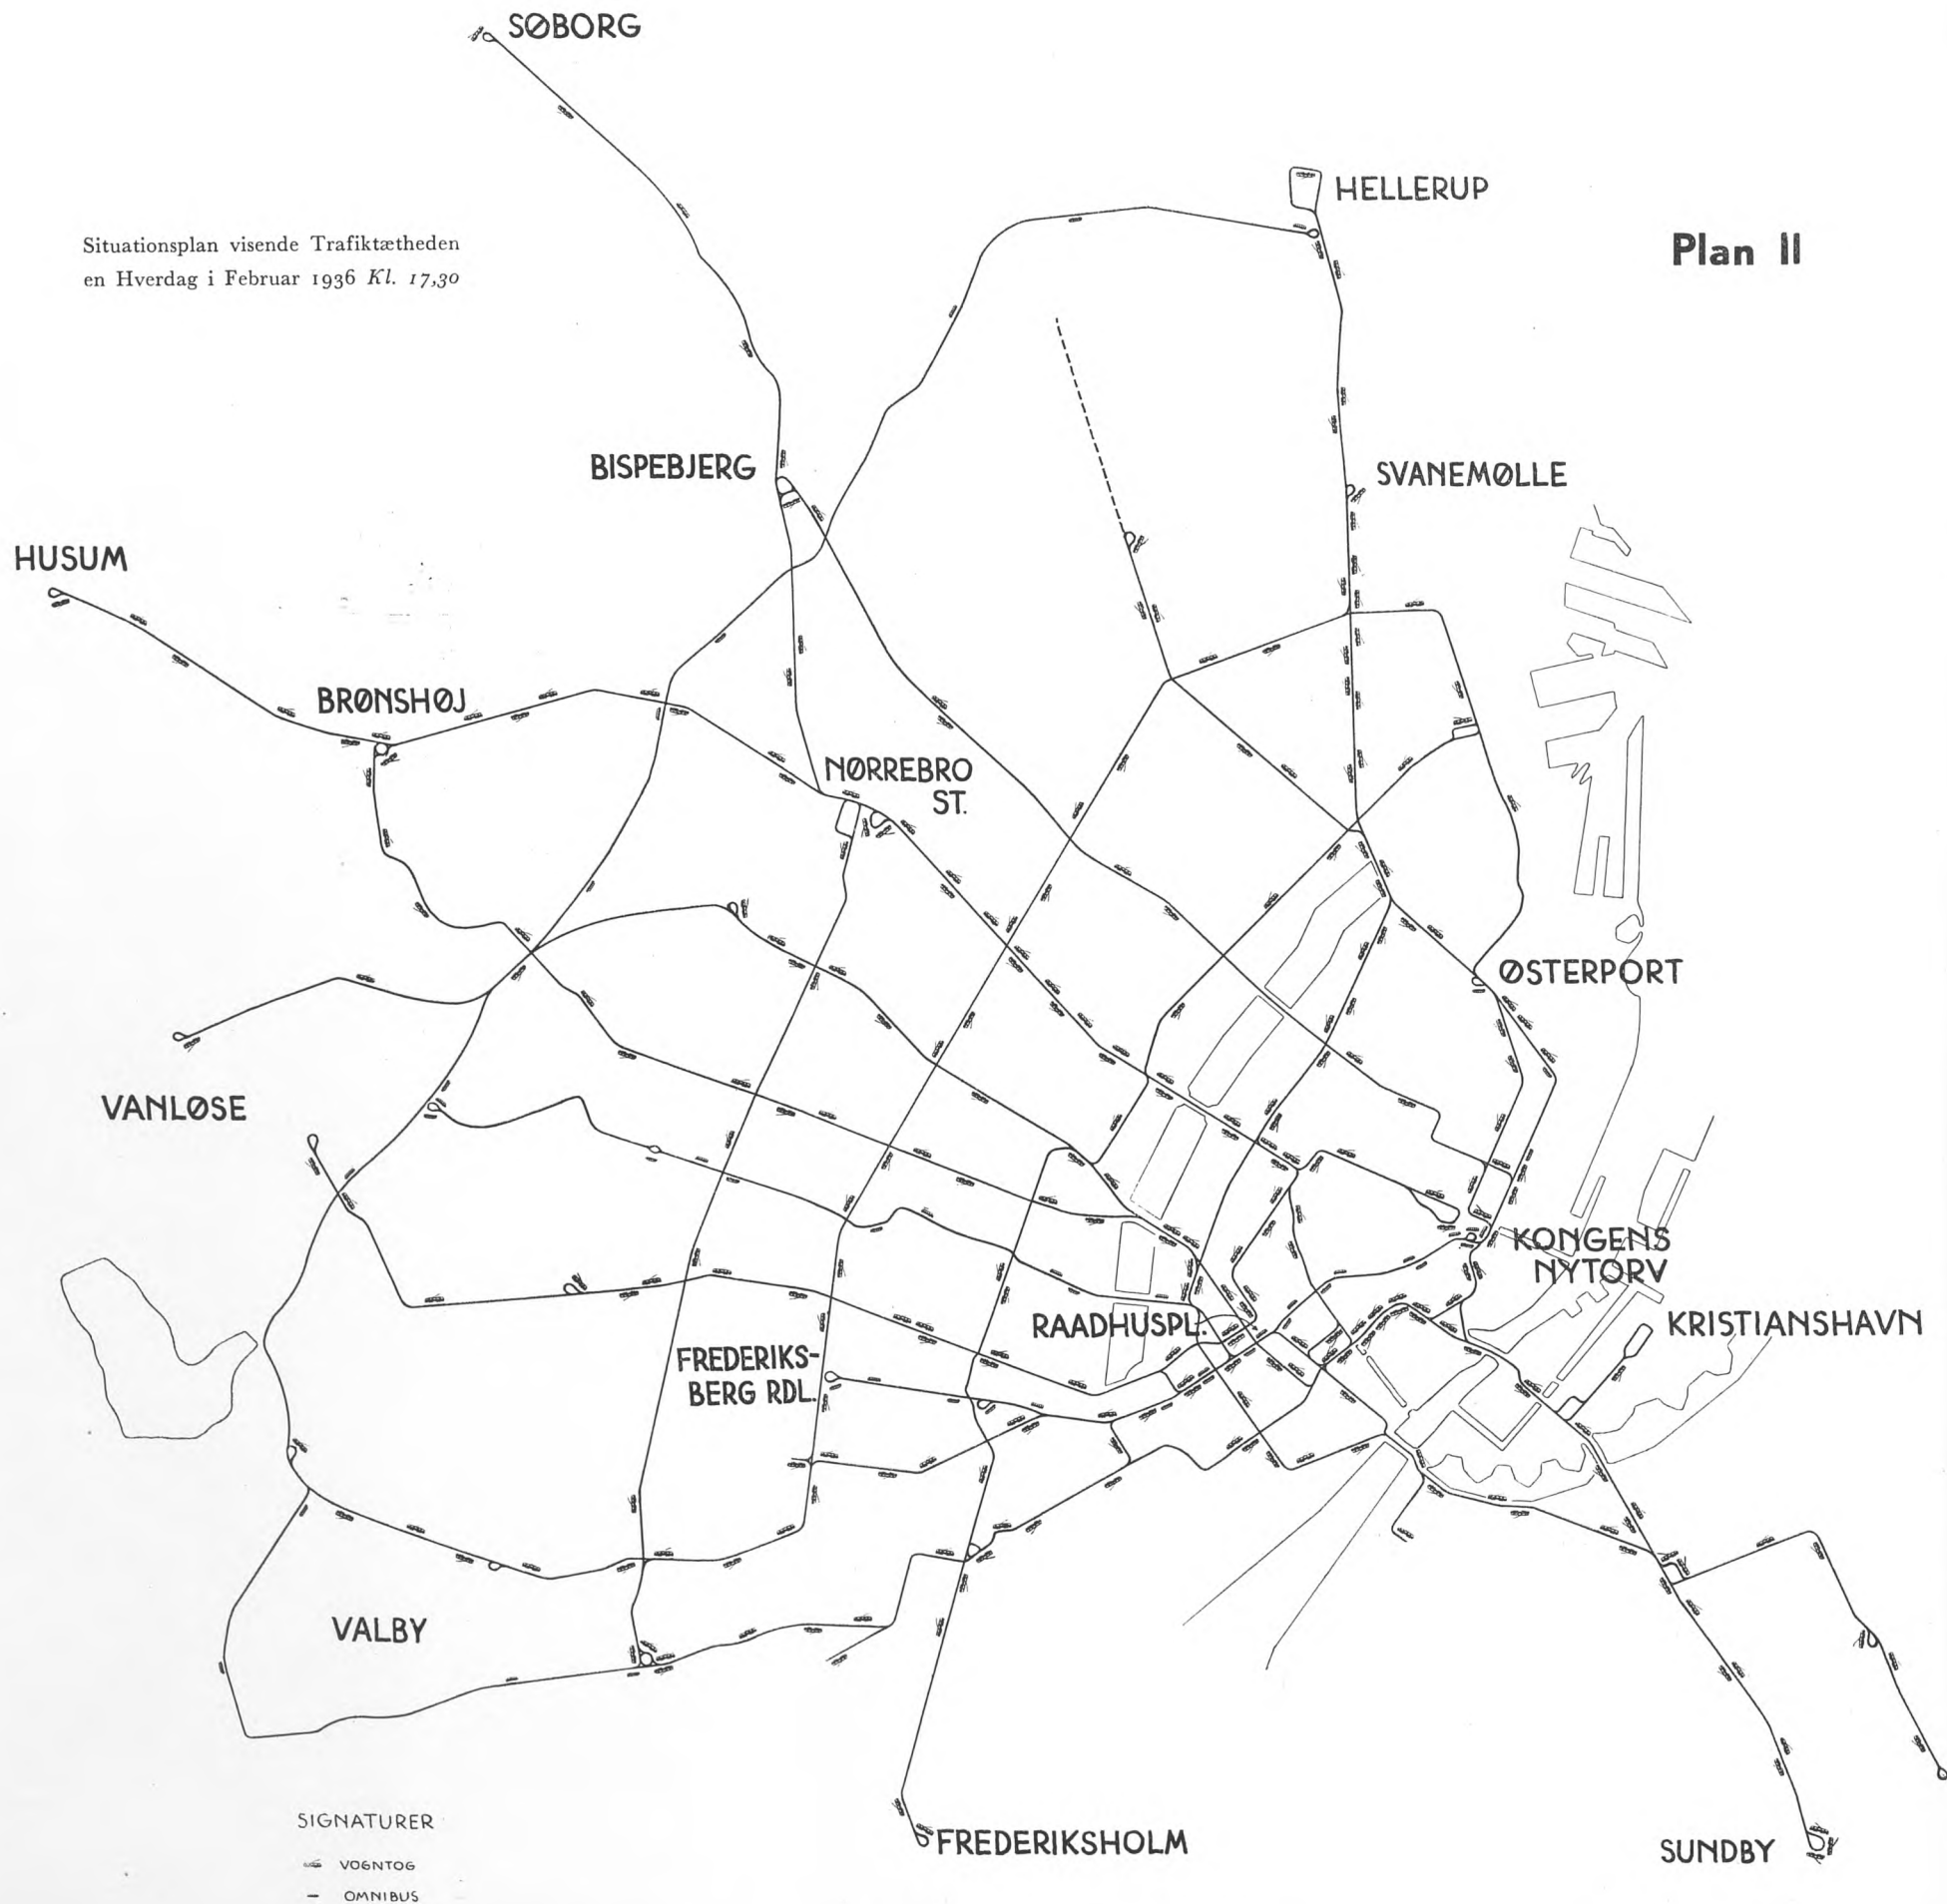 SØBORG
HELLERUP
Situationsplan visende Trafiktætheden
en Hverdag i Februar 1936 Kl. 17,30
Plan II
BISPEBJERG
SVANEMØLLE
HUSUM
BRØNSHØJ
NØRREBRO
ST.
ØSTERPORT
VANLØSE
KONGENS
NYTORV
RAADHUSPL.
KRISTIANSHAVN
FREDERIKS-
BERG RDL.
VALBY
SIGNATURER
VOGNTOG
OMNIBUS
FREDERIKSHOLM
SUNDBY